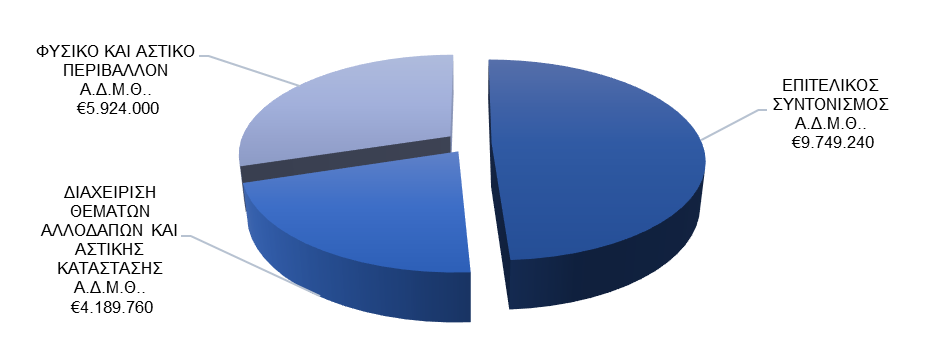 ΦΥΣΙΚΟ ΚΑΙ ΑΣΤΙΚΟ
ΠΕΡΙΒΑΛΛΟΝ
Α.Δ.Μ.Θ..
€5.924.000
ΕΠΙΤΕΛΙΚΟΣ
ΣΥΝΤΟΝΙΣΜΟΣ
Α.Δ.Μ.Θ..
€9.749.240
ΔΙΑΧΕΙΡΙΣΗ
ΘΕΜΑΤΩΝ
ΑΛΛΟΔΑΠΩΝ ΚΑΙ
ΑΣΤΙΚΗΣ
ΚΑΤΑΣΤΑΣΗΣ
Α.Δ.Μ.Θ..
€4.189.760